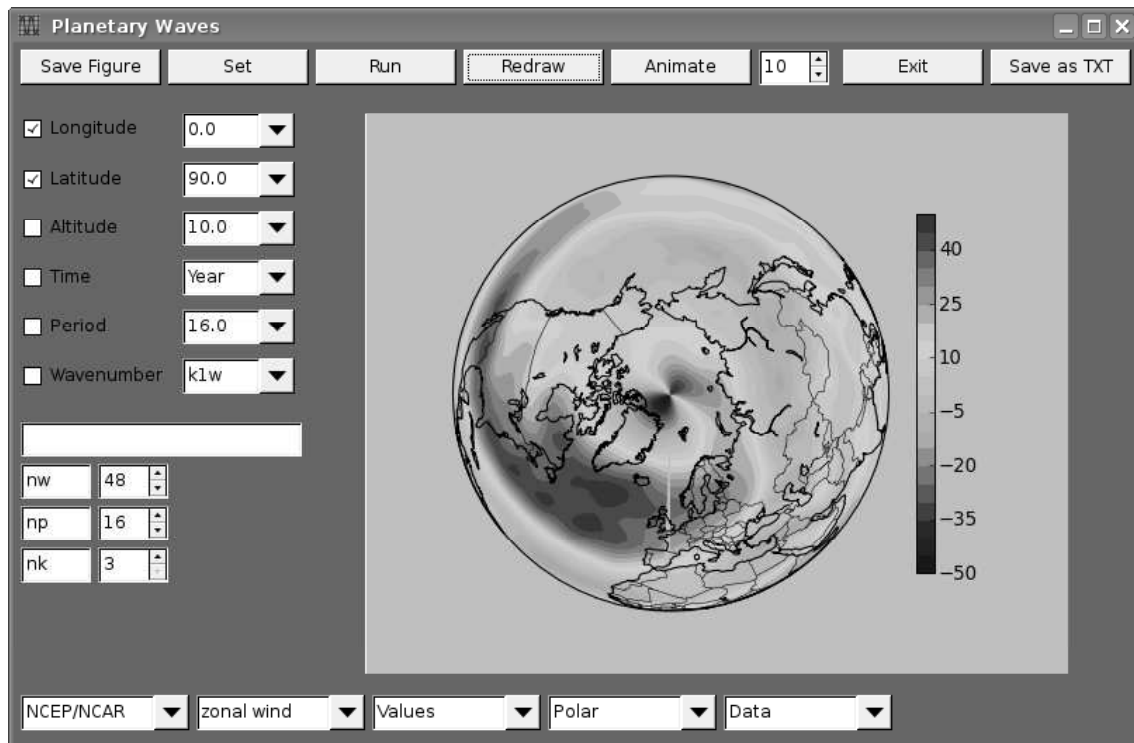 Planetary Waves
Save Figure Set Run Redraw Animate 10 Exit Save as TXT
Longitude 0.0
Latitude 90.0
Altitude 10.0
Time Year
Period 16.0
Wavenumber k1w
nw 48
np 16
nk 3
40
25
10
−5
−20
−35
−50
NCEP/NCAR zonal wind Values Polar Data